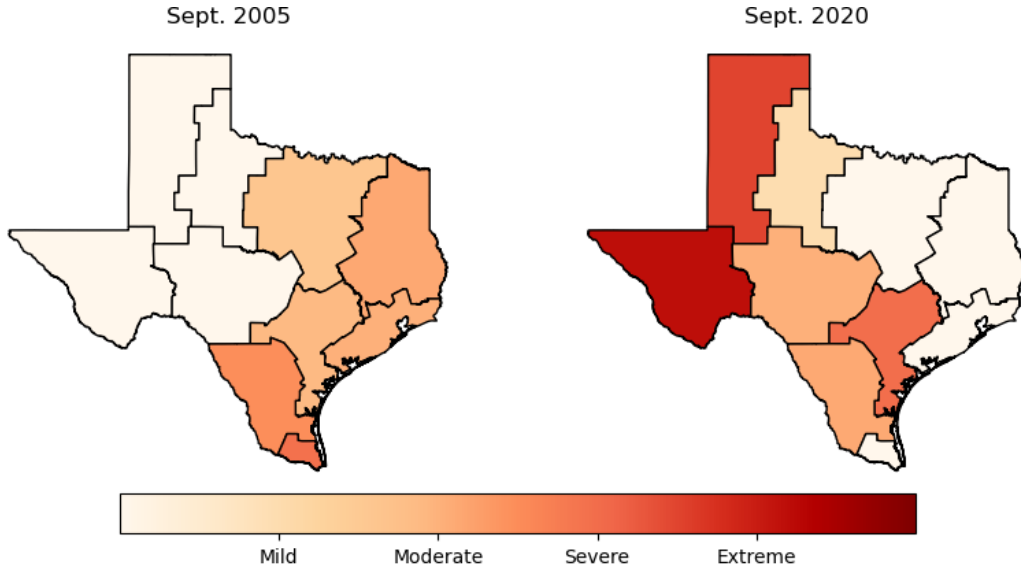 Sept. 2005
Sept. 2020
Mild
Moderate
Severe
Extreme